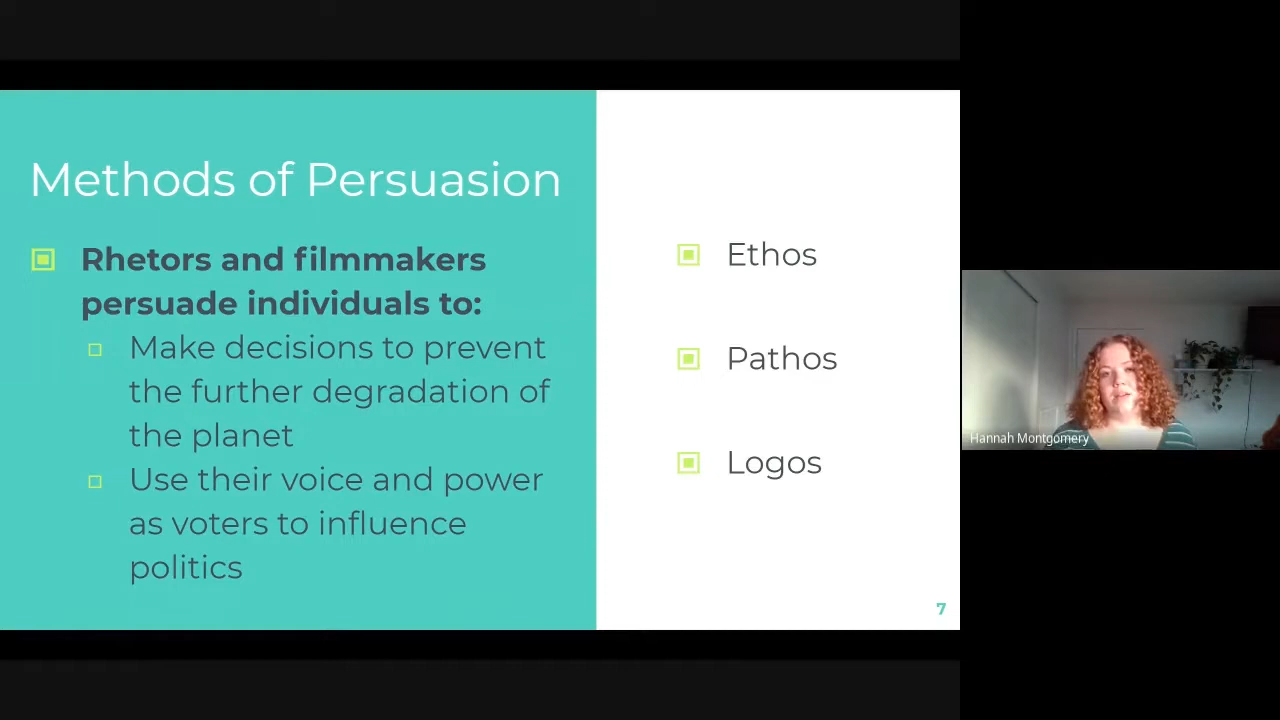 Methods of Persuasion
Rhetors and filmmakers
persuade individuals to:
Make decisions to prevent
the further degradation of
the planet
Use their voice and power
as voters to influence
politics
Ethos
Pathos
Logos
7
Hannah Montgomery